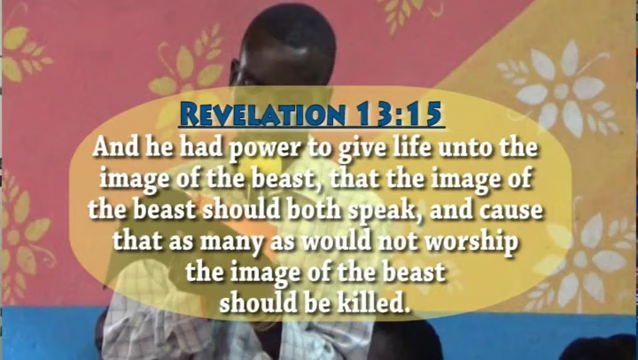 REVELATION 13:15
And he had power to give life unto the
image of the beast, that the image of
the beast should both speak, and cause
that as many as would not worship
the image of the beast
should be killed.